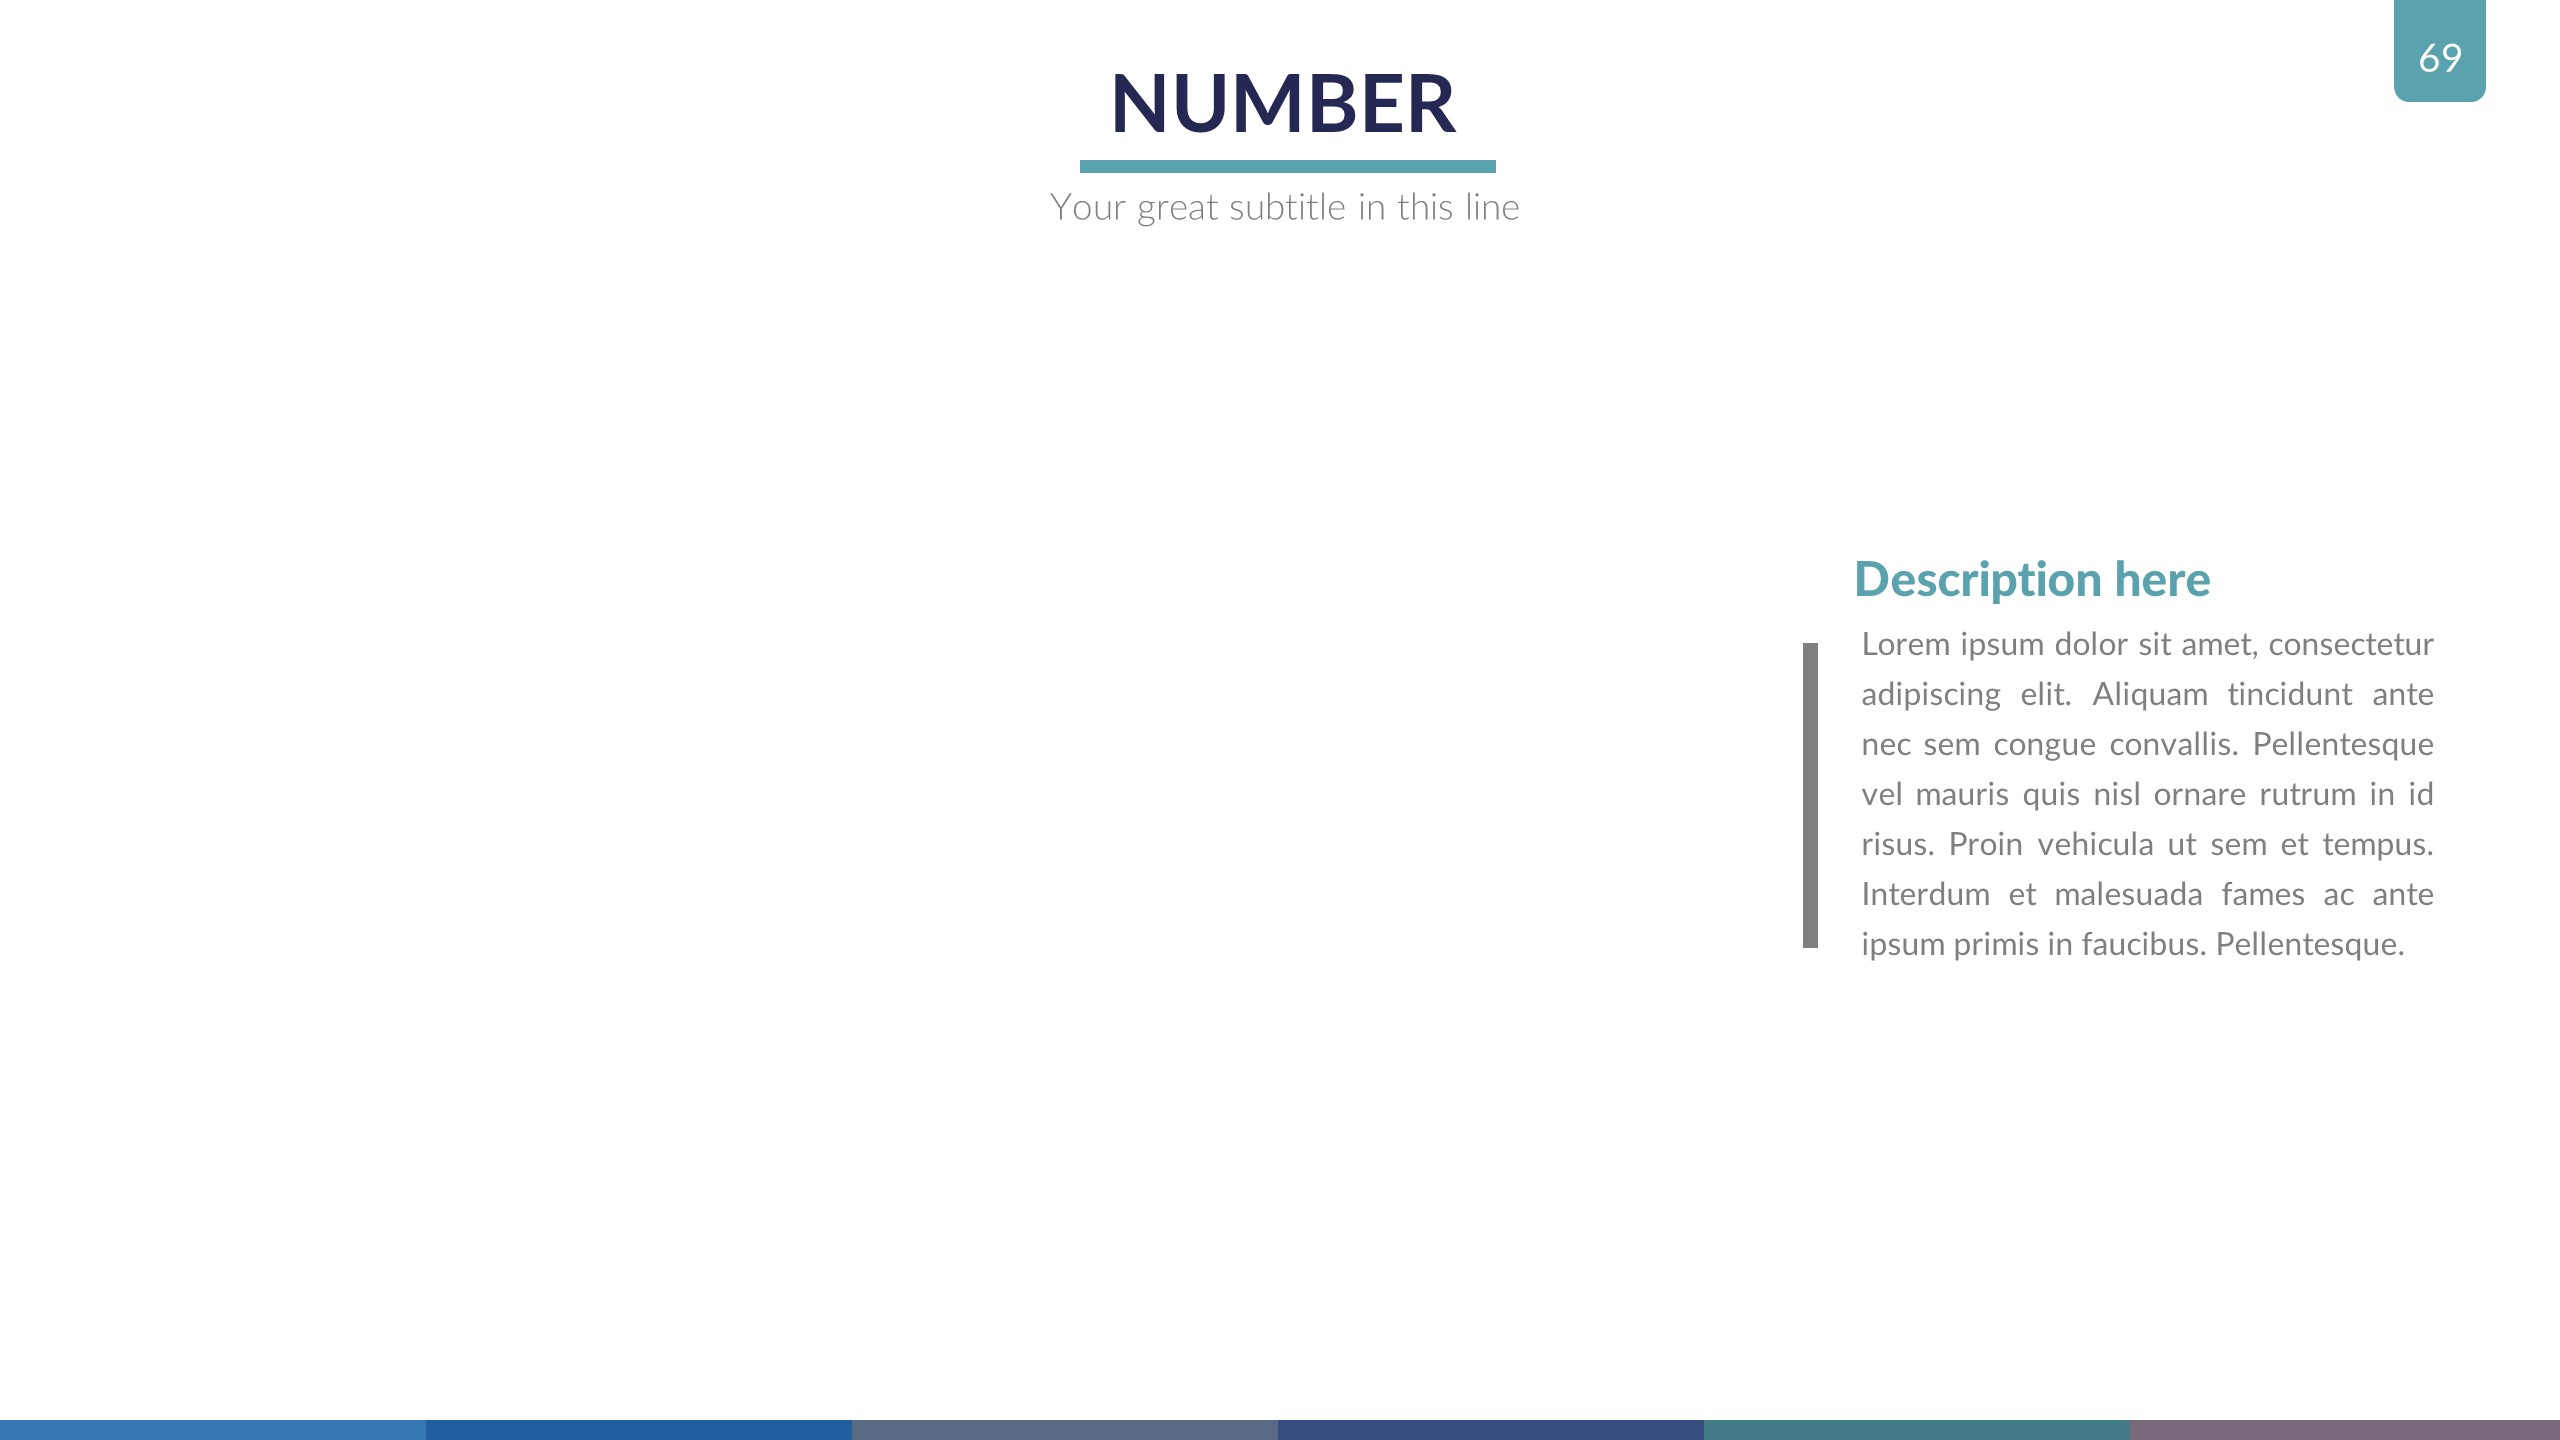 69
NUMBER
Your great subtitle in this line
Description here
Lorem ipsum dolor sit amet, consectetur
adipiscing elit. Aliquam tincidunt ante
nec sem congue convallis. Pellentesque
vel mauris quis nisl ornare rutrum in id
risus. Proin vehicula ut sem et tempus.
Interdum et malesuada fames ac ante
ipsum primis in faucibus. Pellentesque.